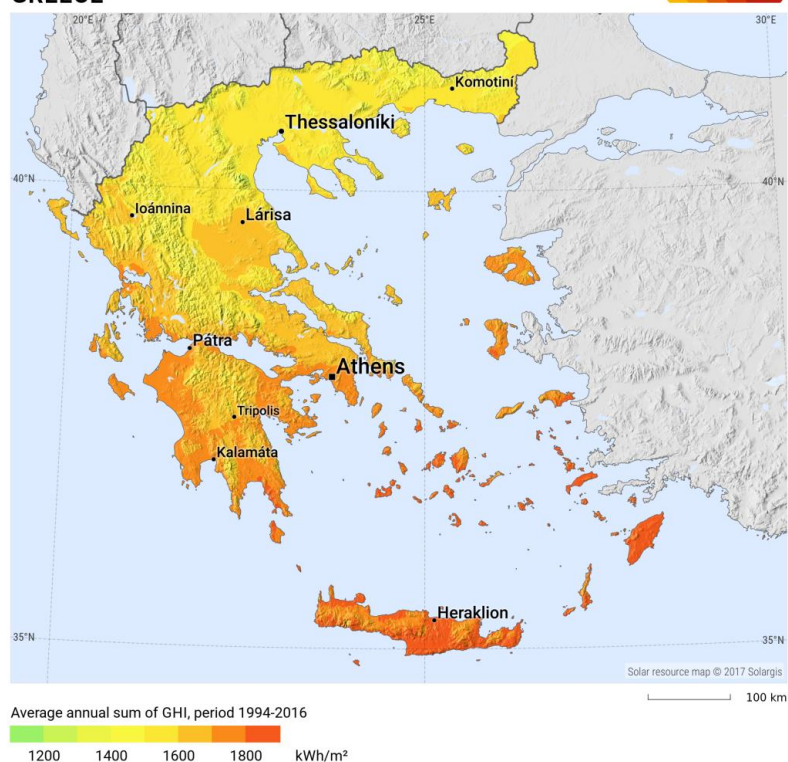 GREECE
20°E
25°E
30°E
Komotiní
Thessaloníki
40°N
40°N
Ioánnina
Lárisa
Pátra
Athens
Tripolis
Kalamáta
Heraklion
35°N
35°N
Solar resource map © 2017 Solargis
100 km
Average annual sum of GHI, period 1994-2016
1200 1400 1600 1800 kWh/m²